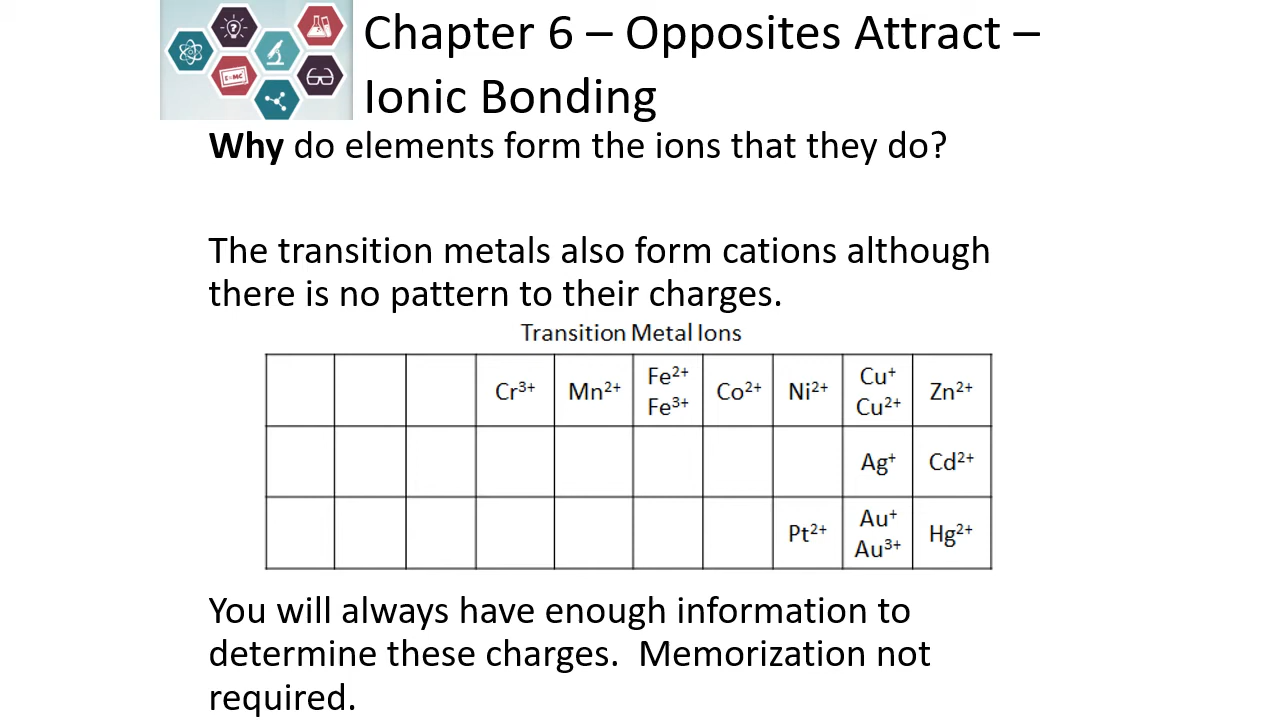 Chapter 6 – Opposites Attract –
Ionic Bonding
Why do elements form the ions that they do?
The transition metals also form cations although
there is no pattern to their charges.
Transition Metal Ions
Cr³⁺ Mn²⁺ Fe²⁺ Fe³⁺ Co²⁺ Ni²⁺ Cu⁺ Cu²⁺ Zn²⁺
Ag⁺ Cd²⁺
Pt²⁺ Au⁺ Au³⁺ Hg²⁺
You will always have enough information to
determine these charges.  Memorization not
required.